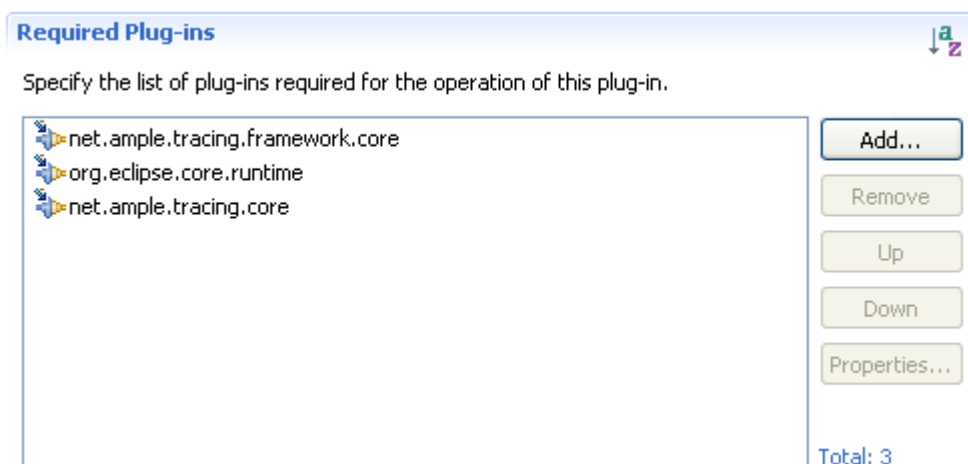 Required Plug-ins
a
z
Specify the list of plug-ins required for the operation of this plug-in.
net.ample.tracing.framework.core
org.eclipse.core.runtime
net.ample.tracing.core
Add...
Remove
Up
Down
Properties...
Total: 3